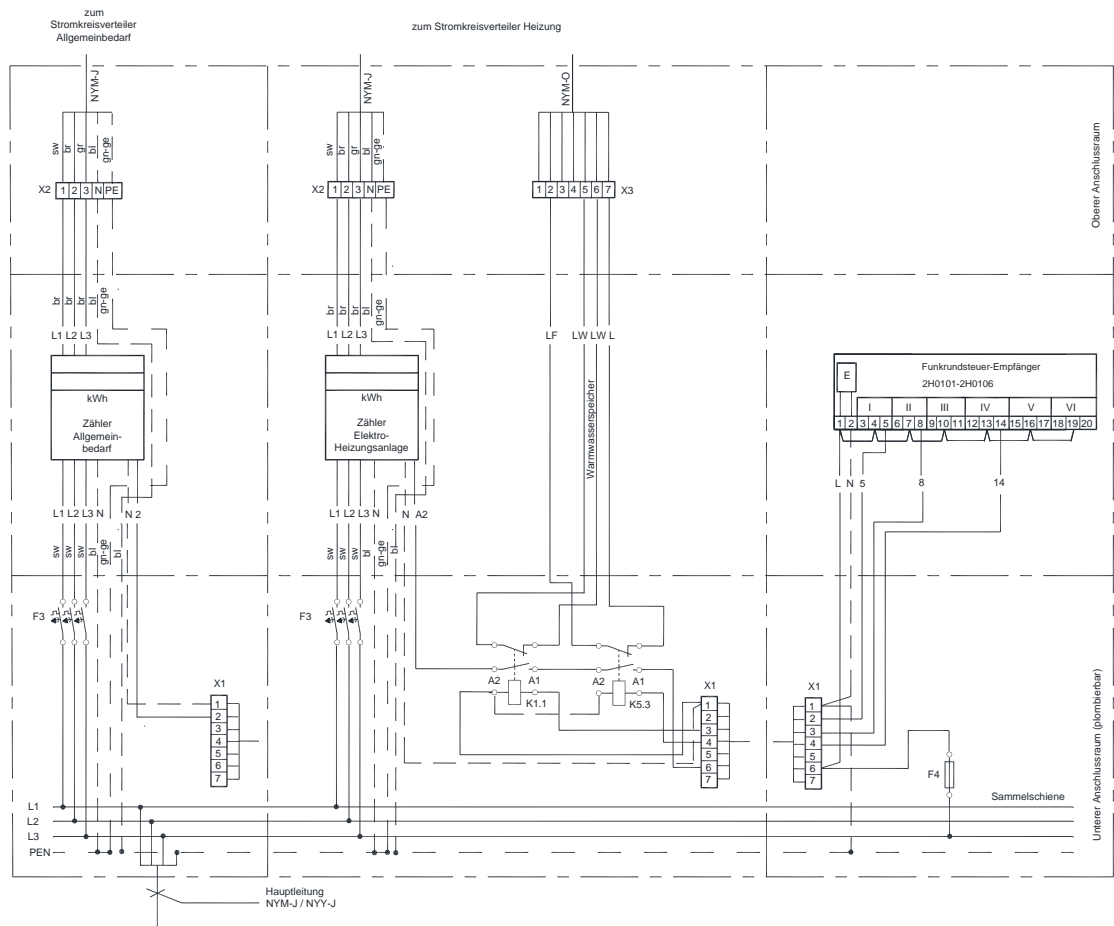 zum
Stromkreisverteiler
Allgemeinbedarf
zum Stromkreisverteiler Heizung
NYM-J
NYM-J
NYM-O
sw
br
gr
bl
gn-ge
sw
br
gr
bl
gn-ge
X2 1 2 3 N PE
X2 1 2 3 N PE
1 2 3 4 5 6 7 X3
Oberer Anschlussraum
br
br
br
bl
gn-ge
br
br
br
bl
gn-ge
L1 L2 L3
L1 L2 L3
LF LW LW L
kWh
Zähler
Allgemein-
bedarf
kWh
Zähler
Elektro-
Heizungsanlage
Warmwasserspeicher
E
Funkrundsteuer-Empfänger
2H0101-2H0106
I II III IV V VI
1 2 3 4 5 6 7 8 9 10 11 12 13 14 15 16 17 18 19 20
L N 5 8 14
L1 L2 L3 N N 2
L1 L2 L3 N N A2
sw
sw
sw
bl
gn-ge
bl
sw
sw
sw
bl
gn-ge
bl
F3
F3
A2 A1
K1.1
A2 A1
K5.3
X1
1
2
3
4
5
6
7
X1
1
2
3
4
5
6
7
X1
1
2
3
4
5
6
7
F4
Unterer Anschlussraum (plombierbar)
Sammelschiene
L1
L2
L3
PEN
Hauptleitung
NYM-J / NYY-J